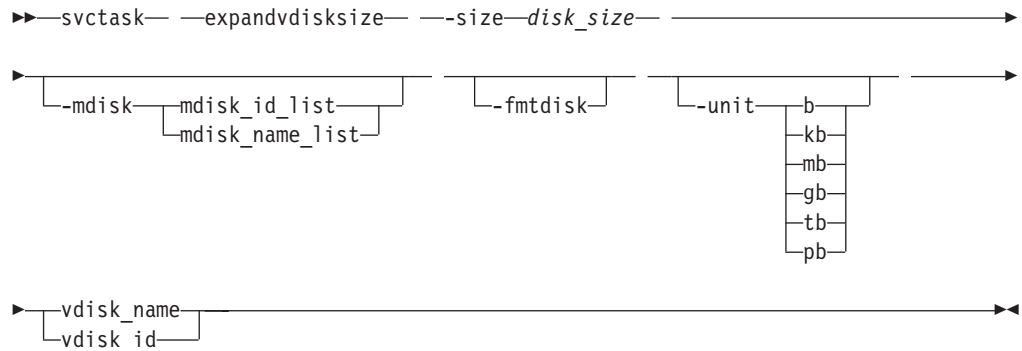 svctask expandvdisksize -size disk_size
-mdisk mdisk_id_list -fmtdisk -unit b
mdisk_name_list kb
mb
gb
tb
pb
vdisk_name
vdisk_id